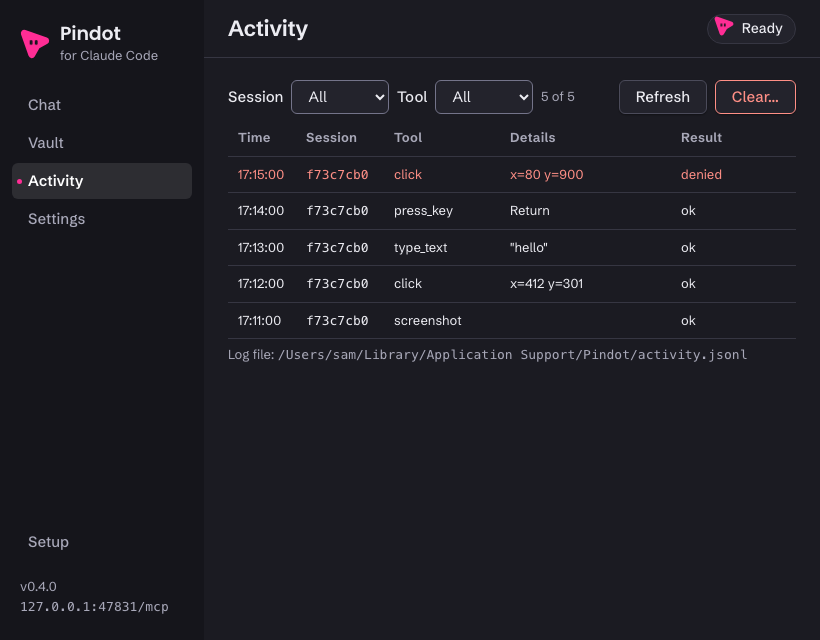 Pindot
for Claude Code
Chat
Vault
Activity
Settings
Setup
v0.4.0
127.0.0.1:47831/mcp
Activity
Ready
Session All Tool All 5 of 5 Refresh Clear...
Time Session Tool Details Result
17:15:00 f73c7cb0 click x=80 y=900 denied
17:14:00 f73c7cb0 press_key Return ok
17:13:00 f73c7cb0 type_text "hello" ok
17:12:00 f73c7cb0 click x=412 y=301 ok
17:11:00 f73c7cb0 screenshot ok
Log file: /Users/sam/Library/Application Support/Pindot/activity.jsonl